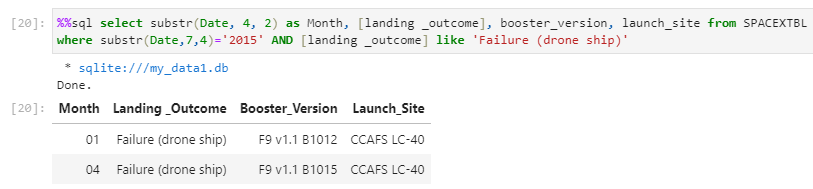 [20]: %%sql select substr(Date, 4, 2) as Month, [landing _outcome], booster_version, launch_site from SPACEXTBL
where substr(Date,7,4)='2015' AND [landing _outcome] like 'Failure (drone ship)'
* sqlite:///my_data1.db
Done.
[20]: Month Landing _Outcome Booster_Version Launch_Site
01 Failure (drone ship) F9 v1.1 B1012 CCAFS LC-40
04 Failure (drone ship) F9 v1.1 B1015 CCAFS LC-40